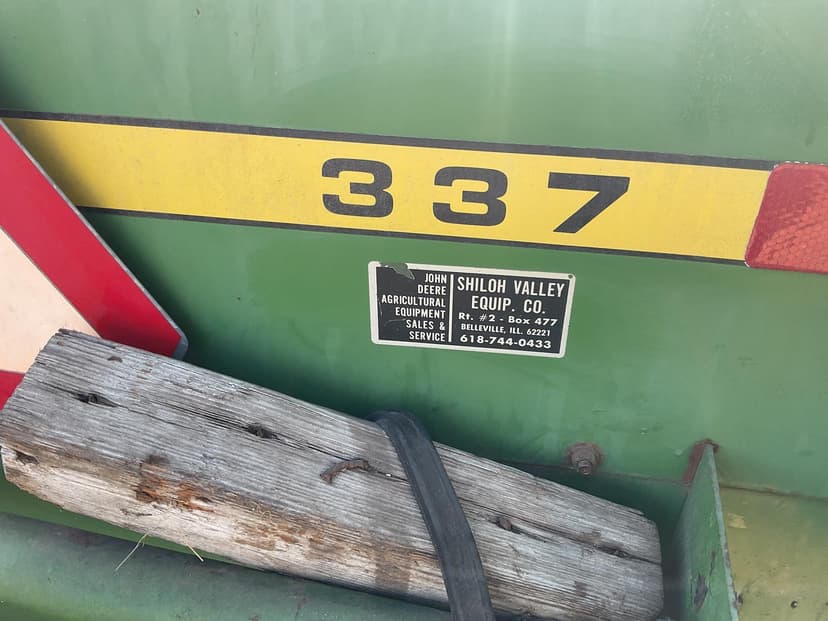 337
JOHN
DEERE
AGRICULTURAL
EQUIPMENT
SALES &
SERVICE
SHILOH VALLEY
EQUIP. CO.
Rt. #2 - Box 477
BELLEVILLE, ILL. 62221
618-744-0433